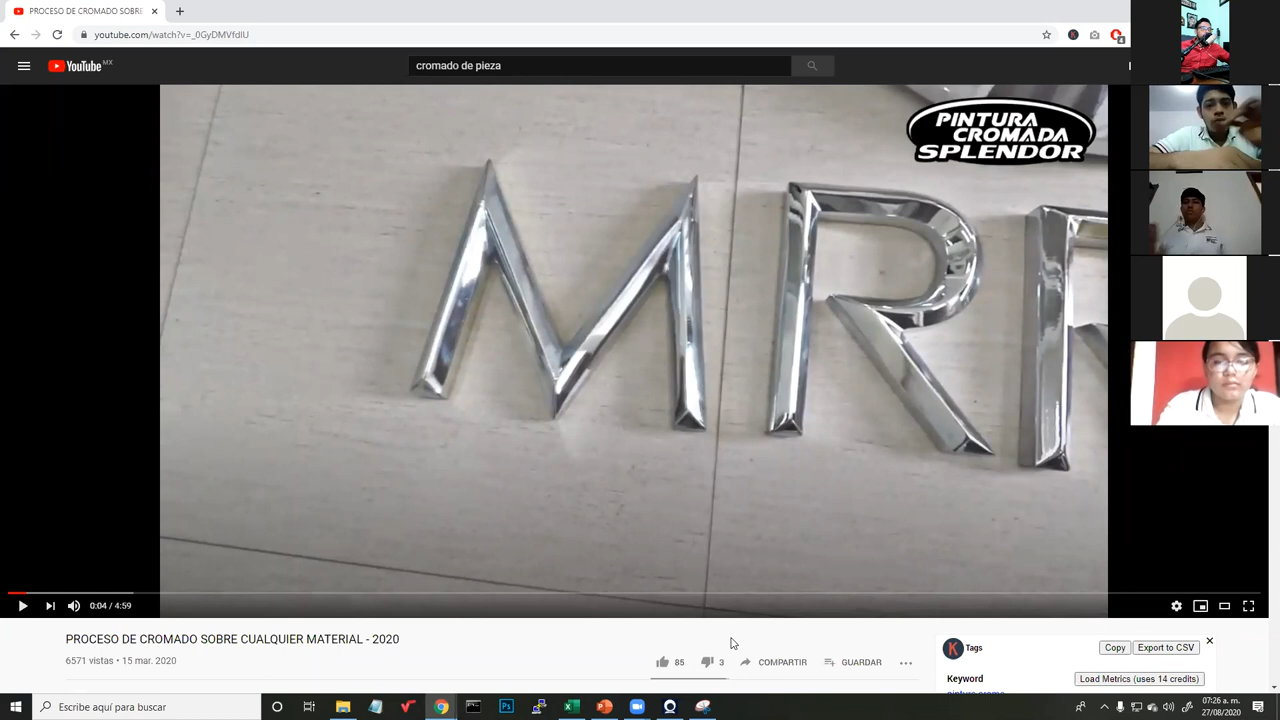 PROCESO DE CROMADO SOBRE
youtube.com/watch?v=_0GyDMVfdIU
YouTube MX
cromado de pieza
PINTURA
CROMADA
SPLENDOR
MR
0:04 / 4:59
PROCESO DE CROMADO SOBRE CUALQUIER MATERIAL - 2020
6571 vistas • 15 mar. 2020
85
3
COMPARTIR
GUARDAR
K Tags
Copy
Export to CSV
Keyword
Load Metrics (uses 14 credits)
Escribe aquí para buscar
07:26 a. m.
27/08/2020